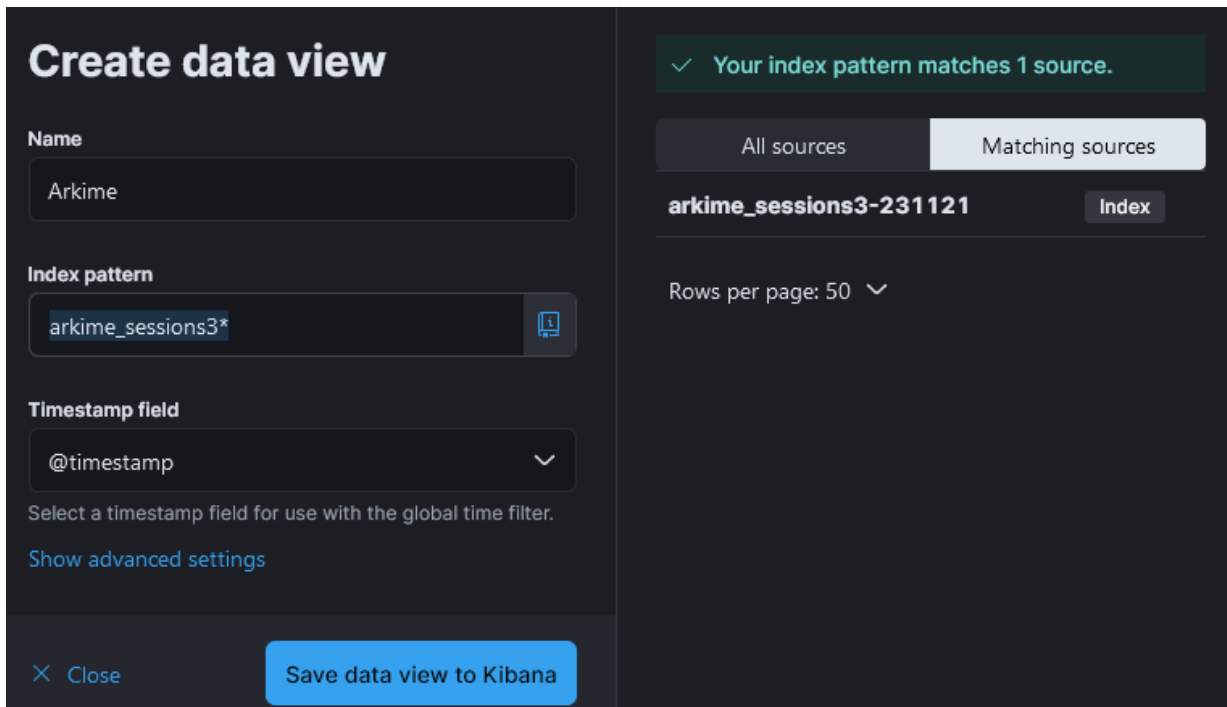 Create data view
Name
Arkime
Index pattern
arkime_sessions3*
Timestamp field
@timestamp
Select a timestamp field for use with the global time filter.
Show advanced settings
Close
Save data view to Kibana
Your index pattern matches 1 source.
All sources
Matching sources
arkime_sessions3-231121
Index
Rows per page: 50